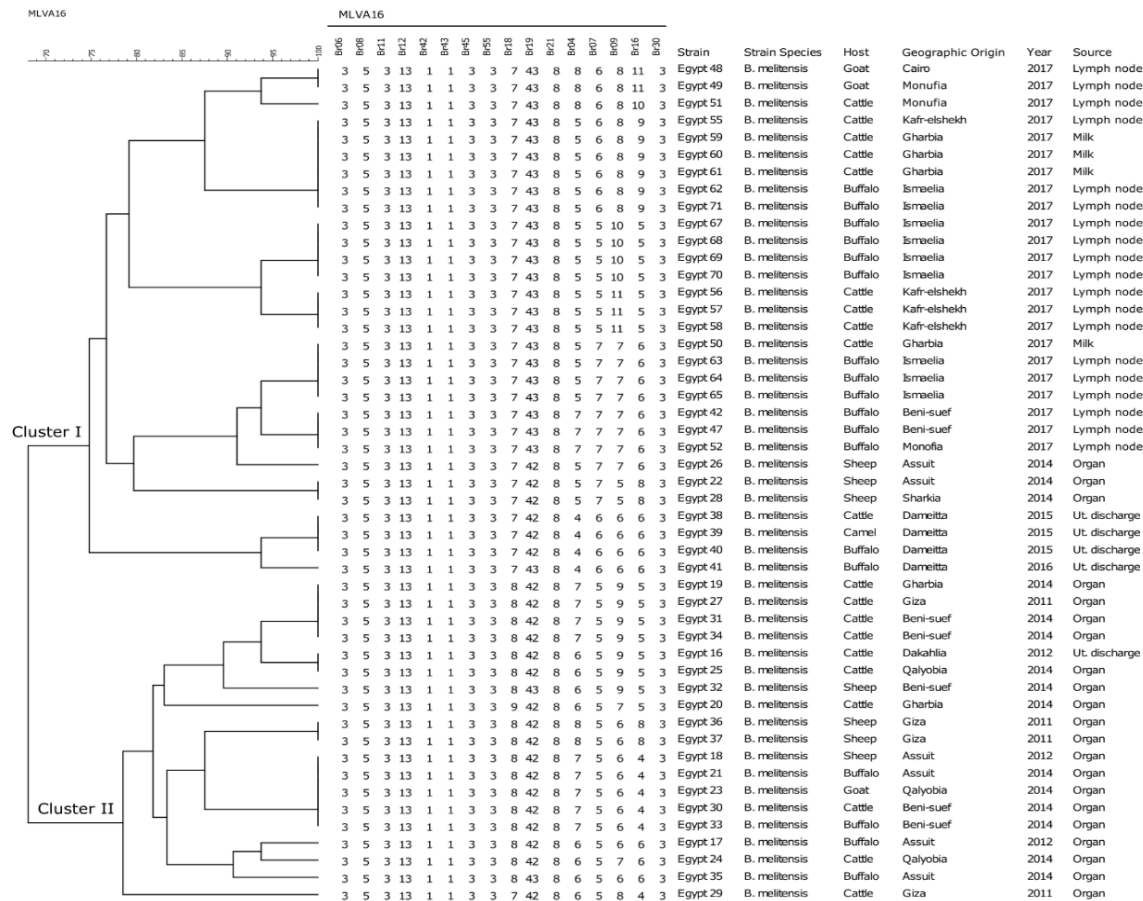 MLVA16
MLVA16
70 75 80 85 90 95 100 Br06 Br08 Br11 Br12 Br42 Br43 Br45 Br55 Br18 Br19 Br21 Br04 Br07 Br09 Br16 Br30 Strain Strain Species Host Geographic Origin Year Source
3 5 3 13 1 1 3 3 7 43 8 8 6 8 11 3 Egypt 48 B. melitensis Goat Cairo 2017 Lymph node
3 5 3 13 1 1 3 3 7 43 8 8 6 8 11 3 Egypt 49 B. melitensis Goat Monufia 2017 Lymph node
3 5 3 13 1 1 3 3 7 43 8 8 6 8 10 3 Egypt 51 B. melitensis Cattle Monufia 2017 Lymph node
3 5 3 13 1 1 3 3 7 43 8 5 6 8 9 3 Egypt 55 B. melitensis Cattle Kafr-elshekh 2017 Lymph node
3 5 3 13 1 1 3 3 7 43 8 5 6 8 9 3 Egypt 59 B. melitensis Cattle Gharbia 2017 Milk
3 5 3 13 1 1 3 3 7 43 8 5 6 8 9 3 Egypt 60 B. melitensis Cattle Gharbia 2017 Milk
3 5 3 13 1 1 3 3 7 43 8 5 6 8 9 3 Egypt 61 B. melitensis Cattle Gharbia 2017 Milk
3 5 3 13 1 1 3 3 7 43 8 5 6 8 9 3 Egypt 62 B. melitensis Buffalo Ismaelia 2017 Lymph node
3 5 3 13 1 1 3 3 7 43 8 5 6 8 9 3 Egypt 71 B. melitensis Buffalo Ismaelia 2017 Lymph node
3 5 3 13 1 1 3 3 7 43 8 5 5 10 5 3 Egypt 67 B. melitensis Buffalo Ismaelia 2017 Lymph node
3 5 3 13 1 1 3 3 7 43 8 5 5 10 5 3 Egypt 68 B. melitensis Buffalo Ismaelia 2017 Lymph node
3 5 3 13 1 1 3 3 7 43 8 5 5 10 5 3 Egypt 69 B. melitensis Buffalo Ismaelia 2017 Lymph node
3 5 3 13 1 1 3 3 7 43 8 5 5 10 5 3 Egypt 70 B. melitensis Buffalo Ismaelia 2017 Lymph node
3 5 3 13 1 1 3 3 7 43 8 5 5 11 5 3 Egypt 56 B. melitensis Cattle Kafr-elshekh 2017 Lymph node
3 5 3 13 1 1 3 3 7 43 8 5 5 11 5 3 Egypt 57 B. melitensis Cattle Kafr-elshekh 2017 Lymph node
3 5 3 13 1 1 3 3 7 43 8 5 5 11 5 3 Egypt 58 B. melitensis Cattle Kafr-elshekh 2017 Lymph node
3 5 3 13 1 1 3 3 7 43 8 5 7 7 6 3 Egypt 50 B. melitensis Cattle Gharbia 2017 Milk
3 5 3 13 1 1 3 3 7 43 8 5 7 7 6 3 Egypt 63 B. melitensis Buffalo Ismaelia 2017 Lymph node
3 5 3 13 1 1 3 3 7 43 8 5 7 7 6 3 Egypt 64 B. melitensis Buffalo Ismaelia 2017 Lymph node
3 5 3 13 1 1 3 3 7 43 8 5 7 7 6 3 Egypt 65 B. melitensis Buffalo Ismaelia 2017 Lymph node
3 5 3 13 1 1 3 3 7 43 8 7 7 7 6 3 Egypt 42 B. melitensis Buffalo Beni-suef 2017 Lymph node
Cluster I
3 5 3 13 1 1 3 3 7 43 8 7 7 7 6 3 Egypt 47 B. melitensis Buffalo Beni-suef 2017 Lymph node
3 5 3 13 1 1 3 3 7 43 8 7 7 7 6 3 Egypt 52 B. melitensis Buffalo Monofia 2017 Lymph node
3 5 3 13 1 1 3 3 7 42 8 5 7 7 6 3 Egypt 26 B. melitensis Sheep Assuit 2014 Organ
3 5 3 13 1 1 3 3 7 42 8 5 7 5 8 3 Egypt 22 B. melitensis Sheep Assuit 2014 Organ
3 5 3 13 1 1 3 3 7 42 8 5 7 5 8 3 Egypt 28 B. melitensis Sheep Sharkia 2014 Organ
3 5 3 13 1 1 3 3 7 42 8 4 6 6 6 3 Egypt 38 B. melitensis Cattle Dameitta 2015 Ut. discharge
3 5 3 13 1 1 3 3 7 42 8 4 6 6 6 3 Egypt 39 B. melitensis Camel Dameitta 2015 Ut. discharge
3 5 3 13 1 1 3 3 7 42 8 4 6 6 6 3 Egypt 40 B. melitensis Buffalo Dameitta 2015 Ut. discharge
3 5 3 13 1 1 3 3 7 43 8 4 6 6 6 3 Egypt 41 B. melitensis Buffalo Dameitta 2016 Ut. discharge
3 5 3 13 1 1 3 3 8 42 8 7 5 9 5 3 Egypt 19 B. melitensis Cattle Gharbia 2014 Organ
3 5 3 13 1 1 3 3 8 42 8 7 5 9 5 3 Egypt 27 B. melitensis Cattle Giza 2011 Organ
3 5 3 13 1 1 3 3 8 42 8 7 5 9 5 3 Egypt 31 B. melitensis Cattle Beni-suef 2014 Organ
3 5 3 13 1 1 3 3 8 42 8 7 5 9 5 3 Egypt 34 B. melitensis Cattle Beni-suef 2014 Organ
3 5 3 13 1 1 3 3 8 42 8 6 5 9 5 3 Egypt 16 B. melitensis Cattle Dakahlia 2012 Ut. discharge
3 5 3 13 1 1 3 3 8 42 8 6 5 9 5 3 Egypt 25 B. melitensis Cattle Qalyobia 2014 Organ
3 5 3 13 1 1 3 3 8 43 8 6 5 9 5 3 Egypt 32 B. melitensis Sheep Beni-suef 2014 Organ
3 5 3 13 1 1 3 3 9 42 8 6 5 7 5 3 Egypt 20 B. melitensis Cattle Gharbia 2014 Organ
3 5 3 13 1 1 3 3 8 42 8 8 5 6 8 3 Egypt 36 B. melitensis Sheep Giza 2011 Organ
3 5 3 13 1 1 3 3 8 42 8 8 5 6 8 3 Egypt 37 B. melitensis Sheep Giza 2011 Organ
3 5 3 13 1 1 3 3 8 42 8 7 5 6 4 3 Egypt 18 B. melitensis Sheep Assuit 2012 Organ
3 5 3 13 1 1 3 3 8 42 8 7 5 6 4 3 Egypt 21 B. melitensis Buffalo Assuit 2014 Organ
3 5 3 13 1 1 3 3 8 42 8 7 5 6 4 3 Egypt 23 B. melitensis Goat Qalyobia 2014 Organ
Cluster II
3 5 3 13 1 1 3 3 8 42 8 7 5 6 4 3 Egypt 30 B. melitensis Cattle Beni-suef 2014 Organ
3 5 3 13 1 1 3 3 8 42 8 7 5 6 4 3 Egypt 33 B. melitensis Buffalo Beni-suef 2014 Organ
3 5 3 13 1 1 3 3 8 42 8 6 5 6 6 3 Egypt 17 B. melitensis Buffalo Assuit 2012 Organ
3 5 3 13 1 1 3 3 8 42 8 6 5 7 6 3 Egypt 24 B. melitensis Cattle Qalyobia 2014 Organ
3 5 3 13 1 1 3 3 8 43 8 6 5 6 6 3 Egypt 35 B. melitensis Buffalo Assuit 2014 Organ
3 5 3 13 1 1 3 3 7 42 8 6 5 8 4 3 Egypt 29 B. melitensis Cattle Giza 2011 Organ